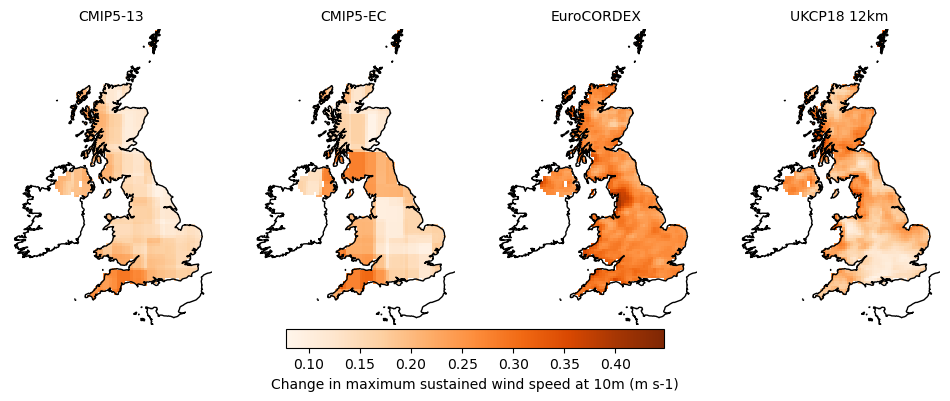 CMIP5-13 CMIP5-EC EuroCORDEX UKCP18 12km
0.10 0.15 0.20 0.25 0.30 0.35 0.40
Change in maximum sustained wind speed at 10m (m s-1)